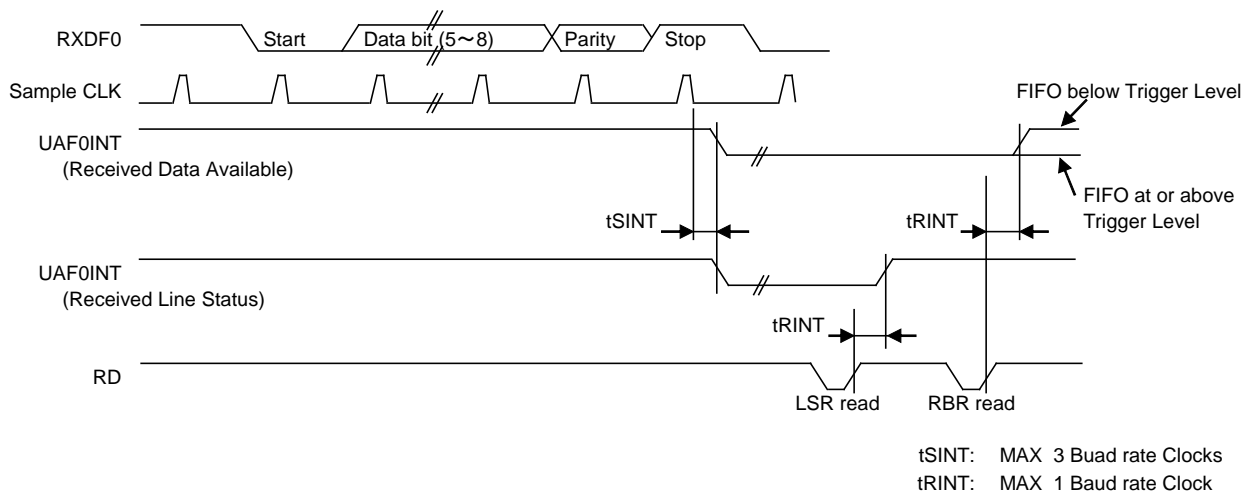 RXDF0
Start
Data bit (5～8)
Parity
Stop
Sample CLK
FIFO below Trigger Level
UAF0INT
(Received Data Available)
FIFO at or above
Trigger Level
tSINT
tRINT
UAF0INT
(Received Line Status)
tRINT
RD
LSR read
RBR read
tSINT: MAX 3 Buad rate Clocks
tRINT: MAX 1 Baud rate Clock